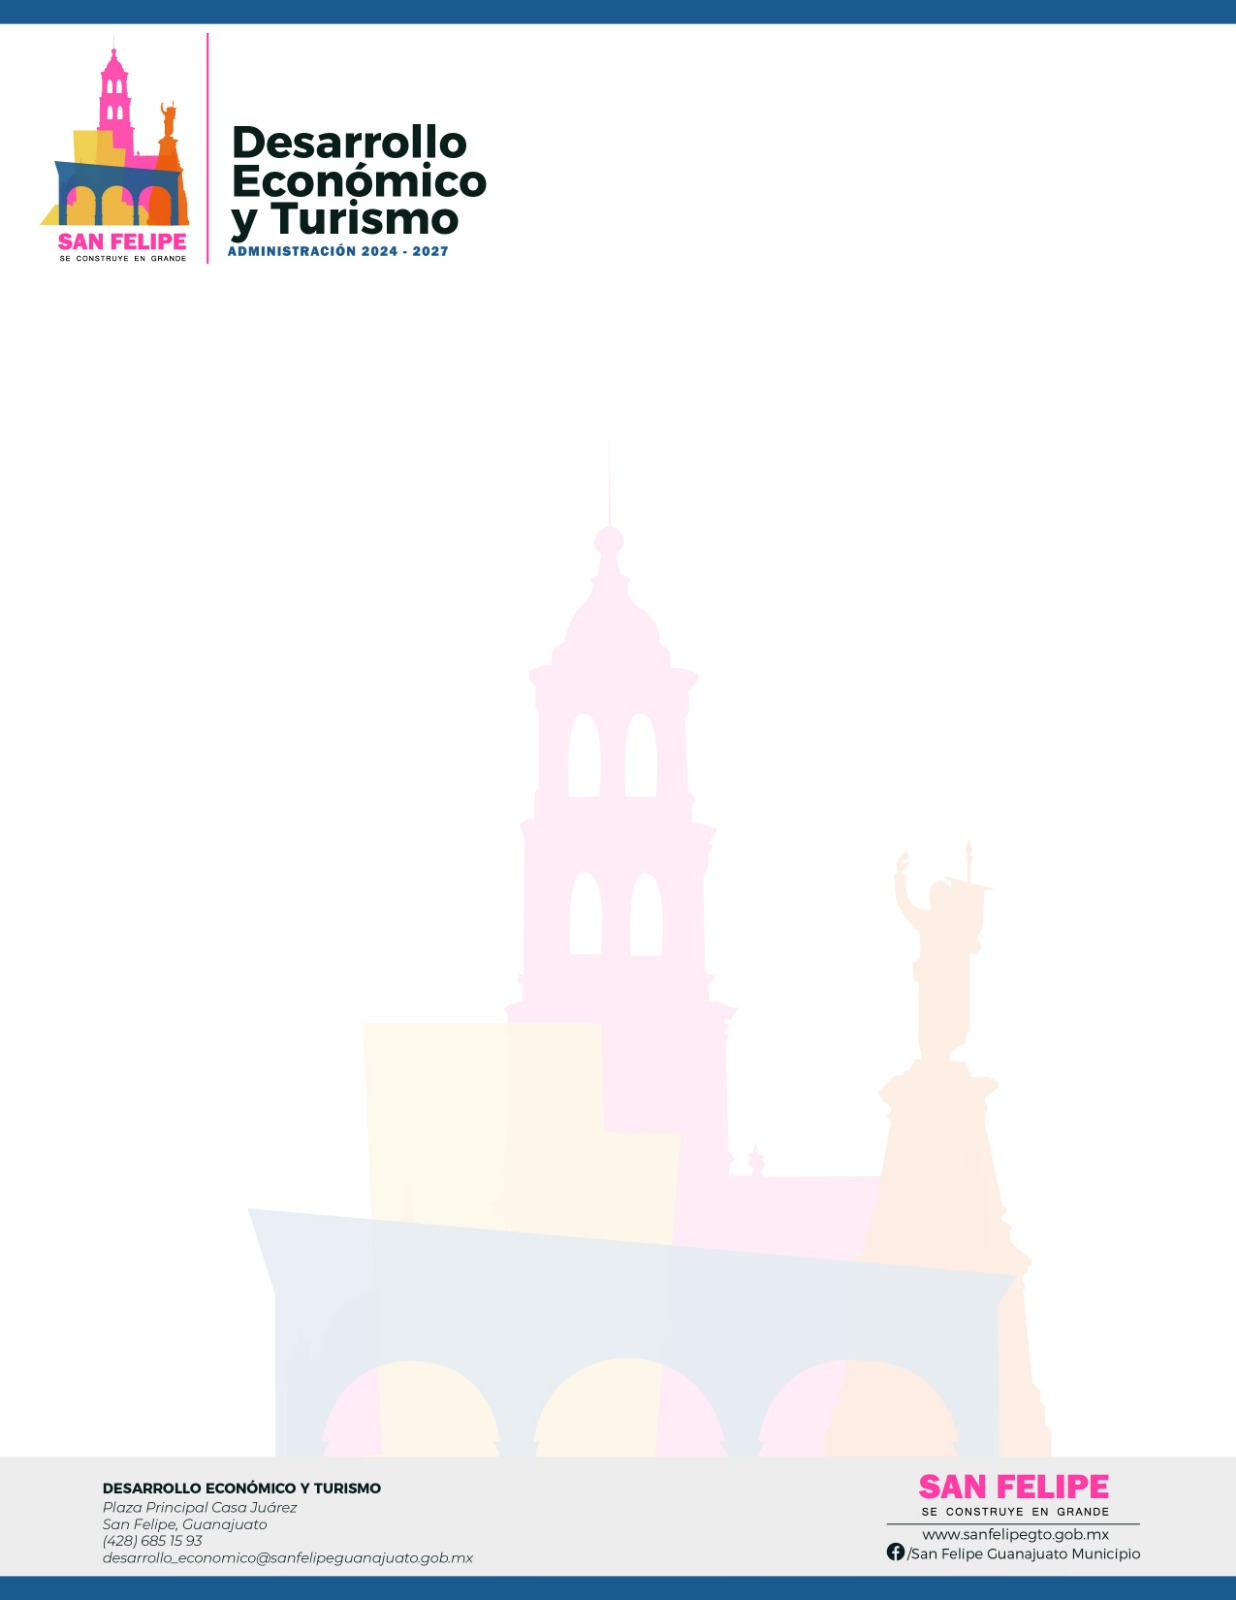 Desarrollo
Económico
y Turismo
ADMINISTRACIÓN 2024 - 2027
SAN FELIPE
SE CONSTRUYE EN GRANDE
DESARROLLO ECONÓMICO Y TURISMO
Plaza Principal Casa Juárez
San Felipe, Guanajuato
(428) 685 15 93
desarrollo_economico@sanfelipeguanajuato.gob.mx
SAN FELIPE
SE CONSTRUYE EN GRANDE
www.sanfelipegto.gob.mx
/San Felipe Guanajuato Municipio